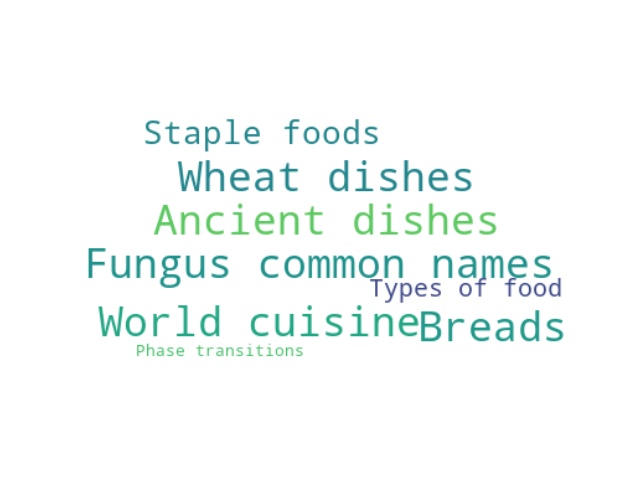 Staple foods
Wheat dishes
Ancient dishes
Fungus common names
Types of food
World cuisine
Breads
Phase transitions